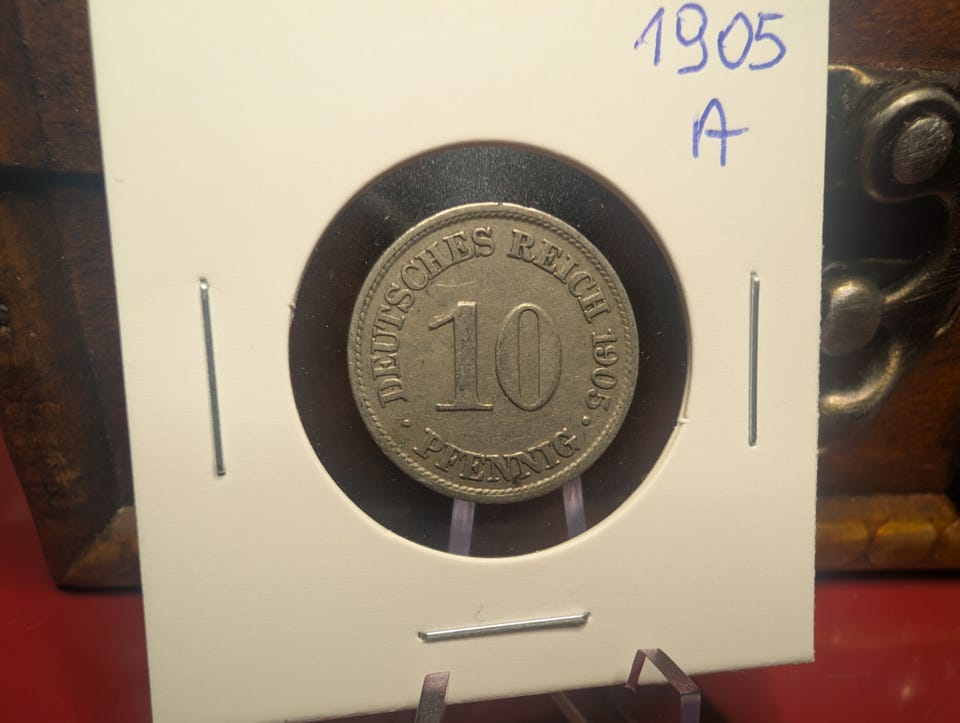 1905
A
DEUTSCHES REICH 1905
10
• PFENNIG •